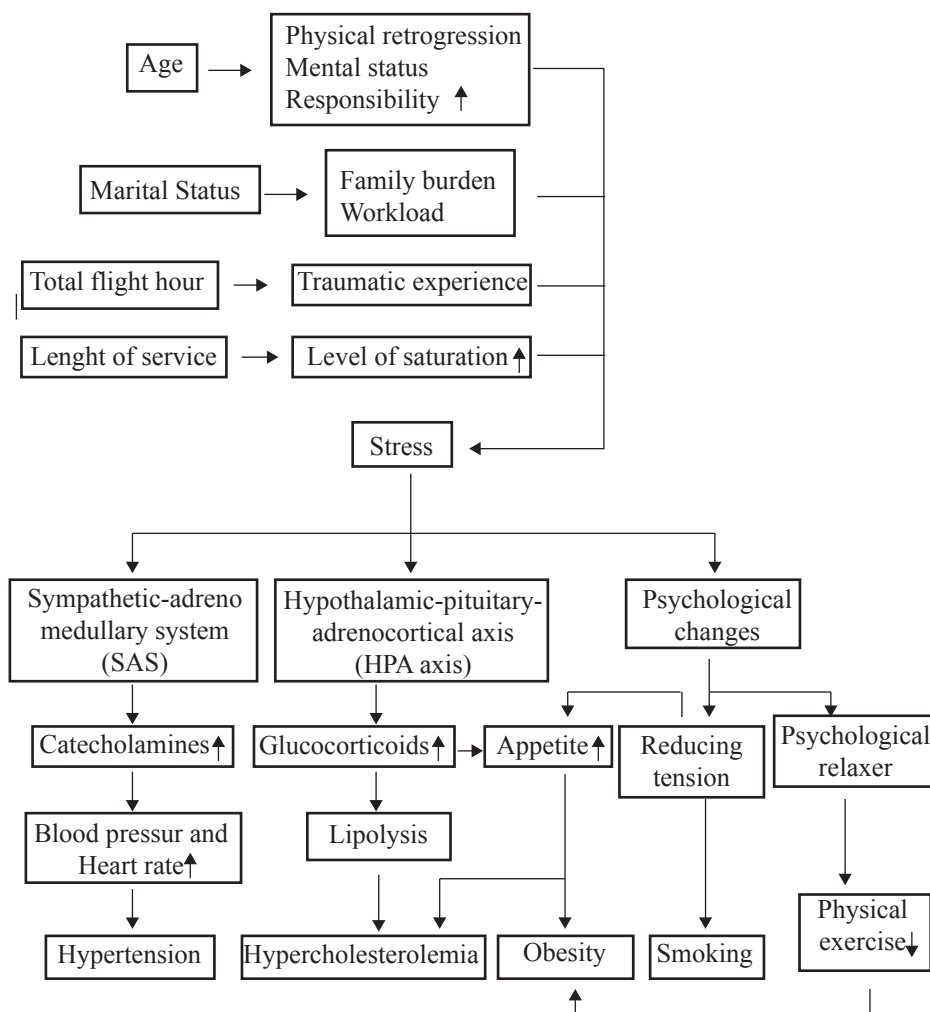 Age
Physical retrogression
Mental status
Responsibility ↑
Marital Status
Family burden
Workload
Total flight hour
Traumatic experience
Lenght of service
Level of saturation ↑
Stress
Sympathetic-adreno
medullary system
(SAS)
Hypothalamic-pituitary-
adrenocortical axis
(HPA axis)
Psychological
changes
Catecholamines ↑
Glucocorticoids ↑
Appetite ↑
Reducing
tension
Psychological
relaxer
Blood pressur and
Heart rate ↑
Lipolysis
Hypertension
Hypercholesterolemia
Obesity
Smoking
Physical
exercise ↓